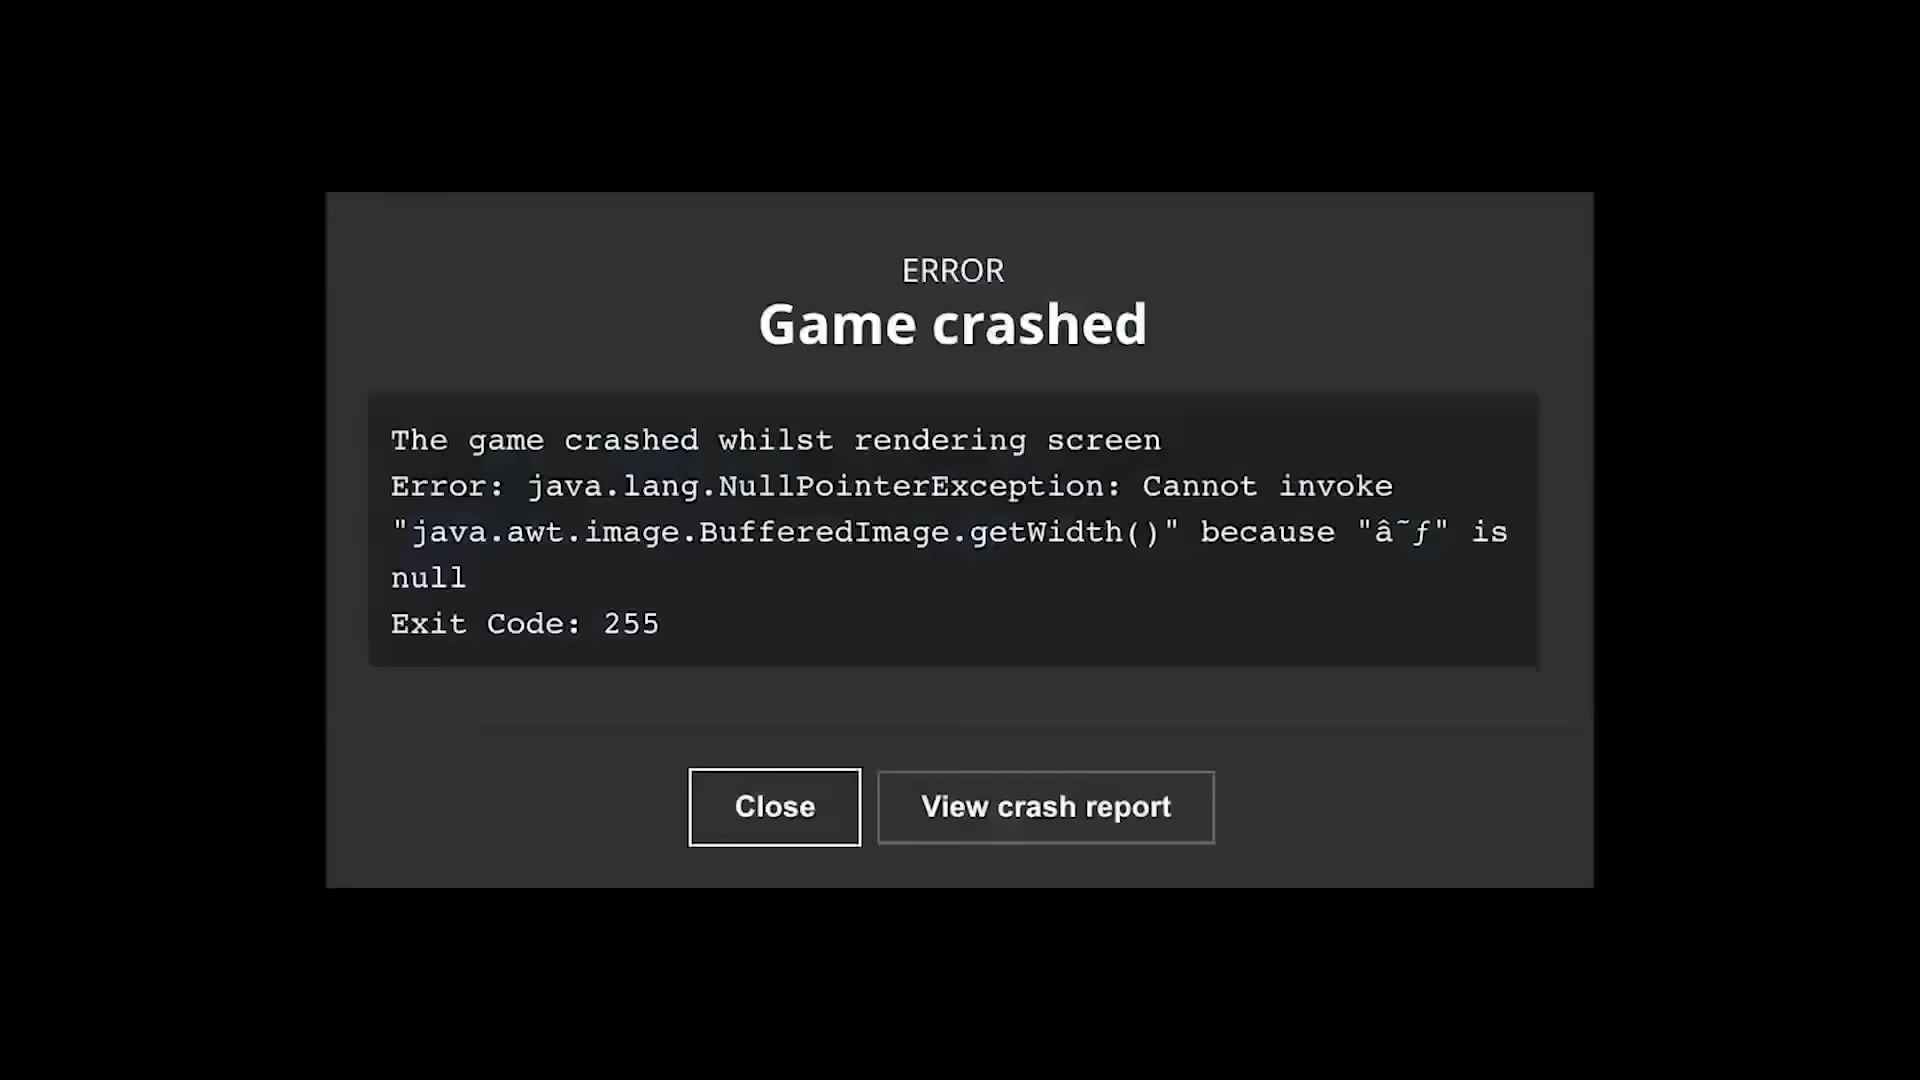 ERROR
Game crashed
The game crashed whilst rendering screen
Error: java.lang.NullPointerException: Cannot invoke
"java.awt.image.BufferedImage.getWidth()" because "â˜ƒ" is
null
Exit Code: 255
Close
View crash report